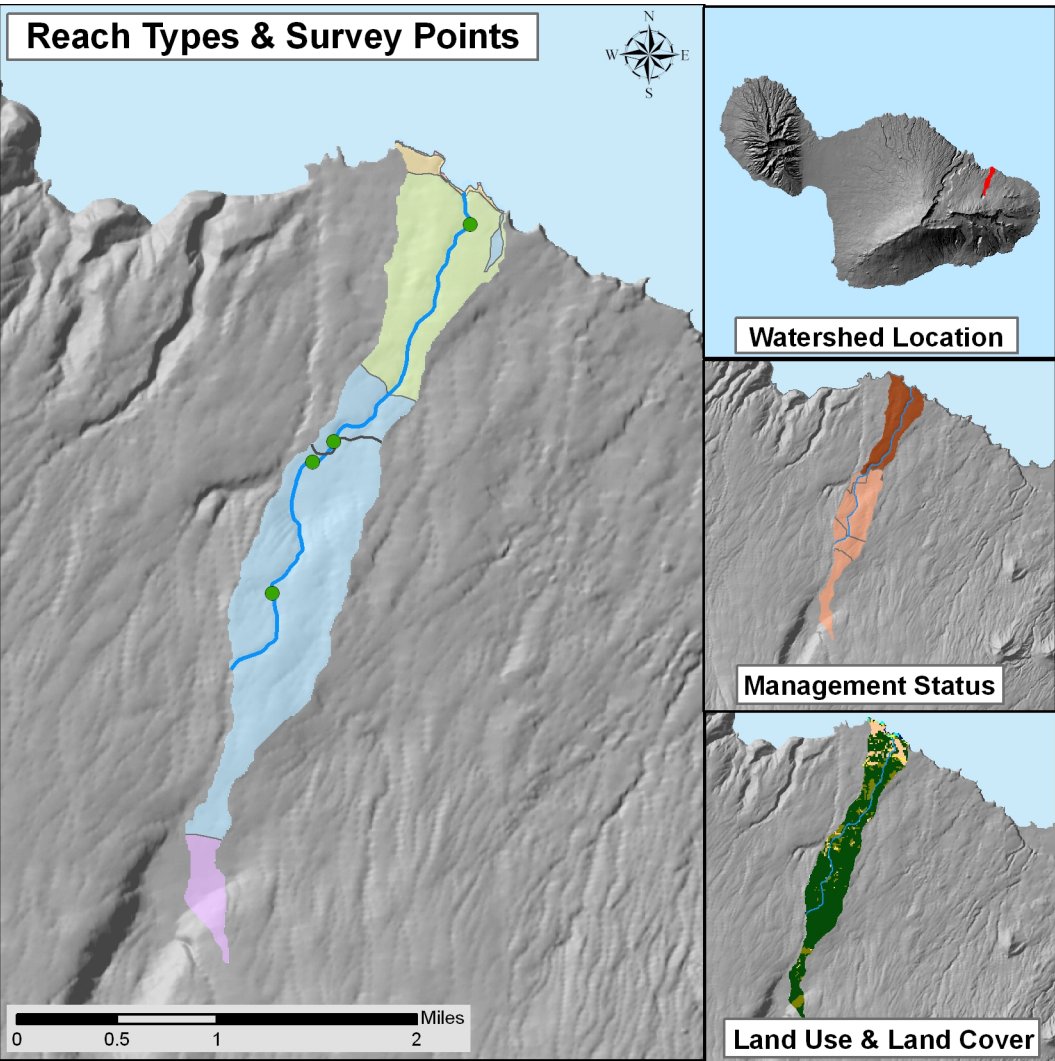 Reach Types & Survey Points
N
W E
S
Watershed Location
Management Status
Land Use & Land Cover
Miles
0 0.5 1 2